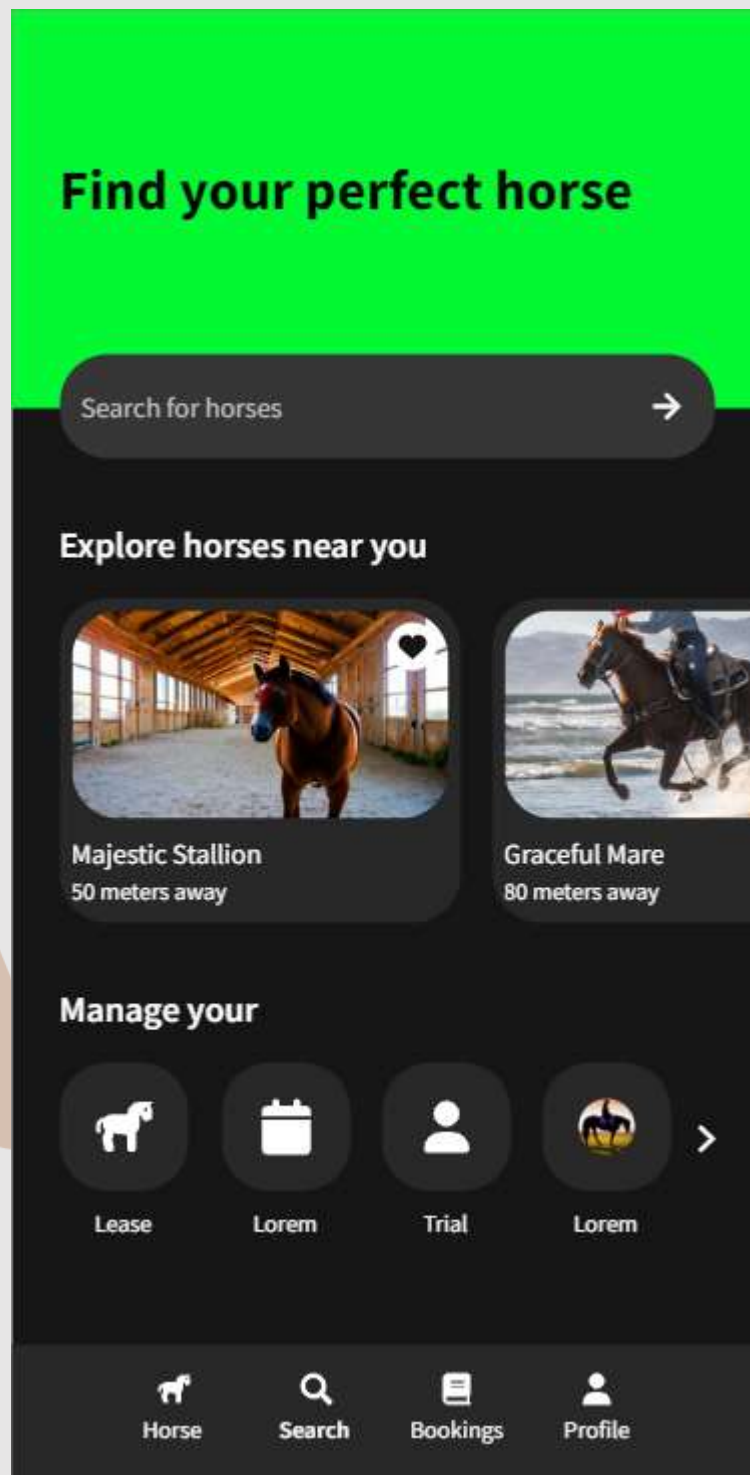 Find your perfect horse
Search for horses
Explore horses near you
Majestic Stallion
50 meters away
Graceful Mare
80 meters away
Manage your
Lease
Lorem
Trial
Lorem
Horse
Search
Bookings
Profile